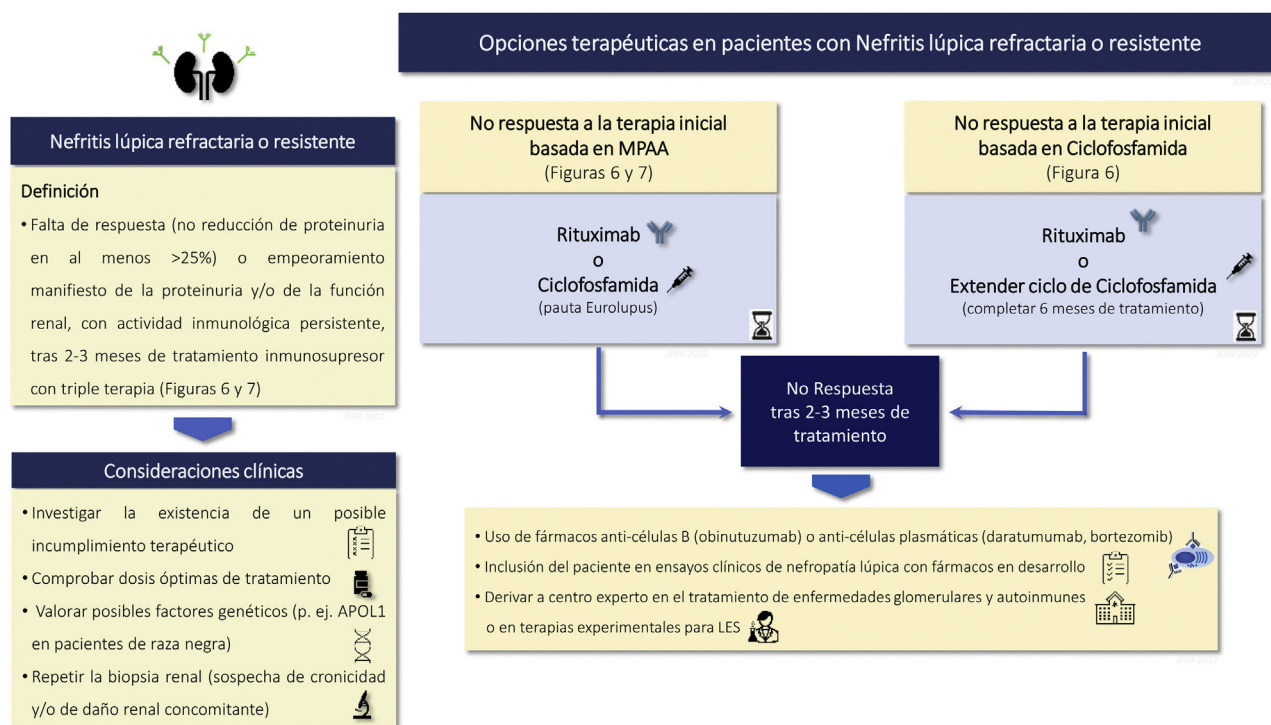 Opciones terapéuticas en pacientes con Nefritis lúpica refractaria o resistente
Nefritis lúpica refractaria o resistente
Definición
• Falta de respuesta (no reducción de proteinuria
en al menos >25%) o empeoramiento
manifiesto de la proteinuria y/o de la función
renal, con actividad inmunológica persistente,
tras 2-3 meses de tratamiento inmunosupresor
con triple terapia (Figuras 6 y 7)
Consideraciones clínicas
• Investigar la existencia de un posible
incumplimiento terapéutico
• Comprobar dosis óptimas de tratamiento
• Valorar posibles factores genéticos (p. ej. APOL1
en pacientes de raza negra)
• Repetir la biopsia renal (sospecha de cronicidad
y/o de daño renal concomitante)
No respuesta a la terapia inicial
basada en MPAA
(Figuras 6 y 7)
Rituximab
o
Ciclofosfamida
(pauta Eurolupus)
No respuesta a la terapia inicial
basada en Ciclofosfamida
(Figura 6)
Rituximab
o
Extender ciclo de Ciclofosfamida
(completar 6 meses de tratamiento)
No Respuesta
tras 2-3 meses de
tratamiento
• Uso de fármacos anti-células B (obinutuzumab) o anti-células plasmáticas (daratumumab, bortezomib)
• Inclusión del paciente en ensayos clínicos de nefropatía lúpica con fármacos en desarrollo
• Derivar a centro experto en el tratamiento de enfermedades glomerulares y autoinmunes
o en terapias experimentales para LES